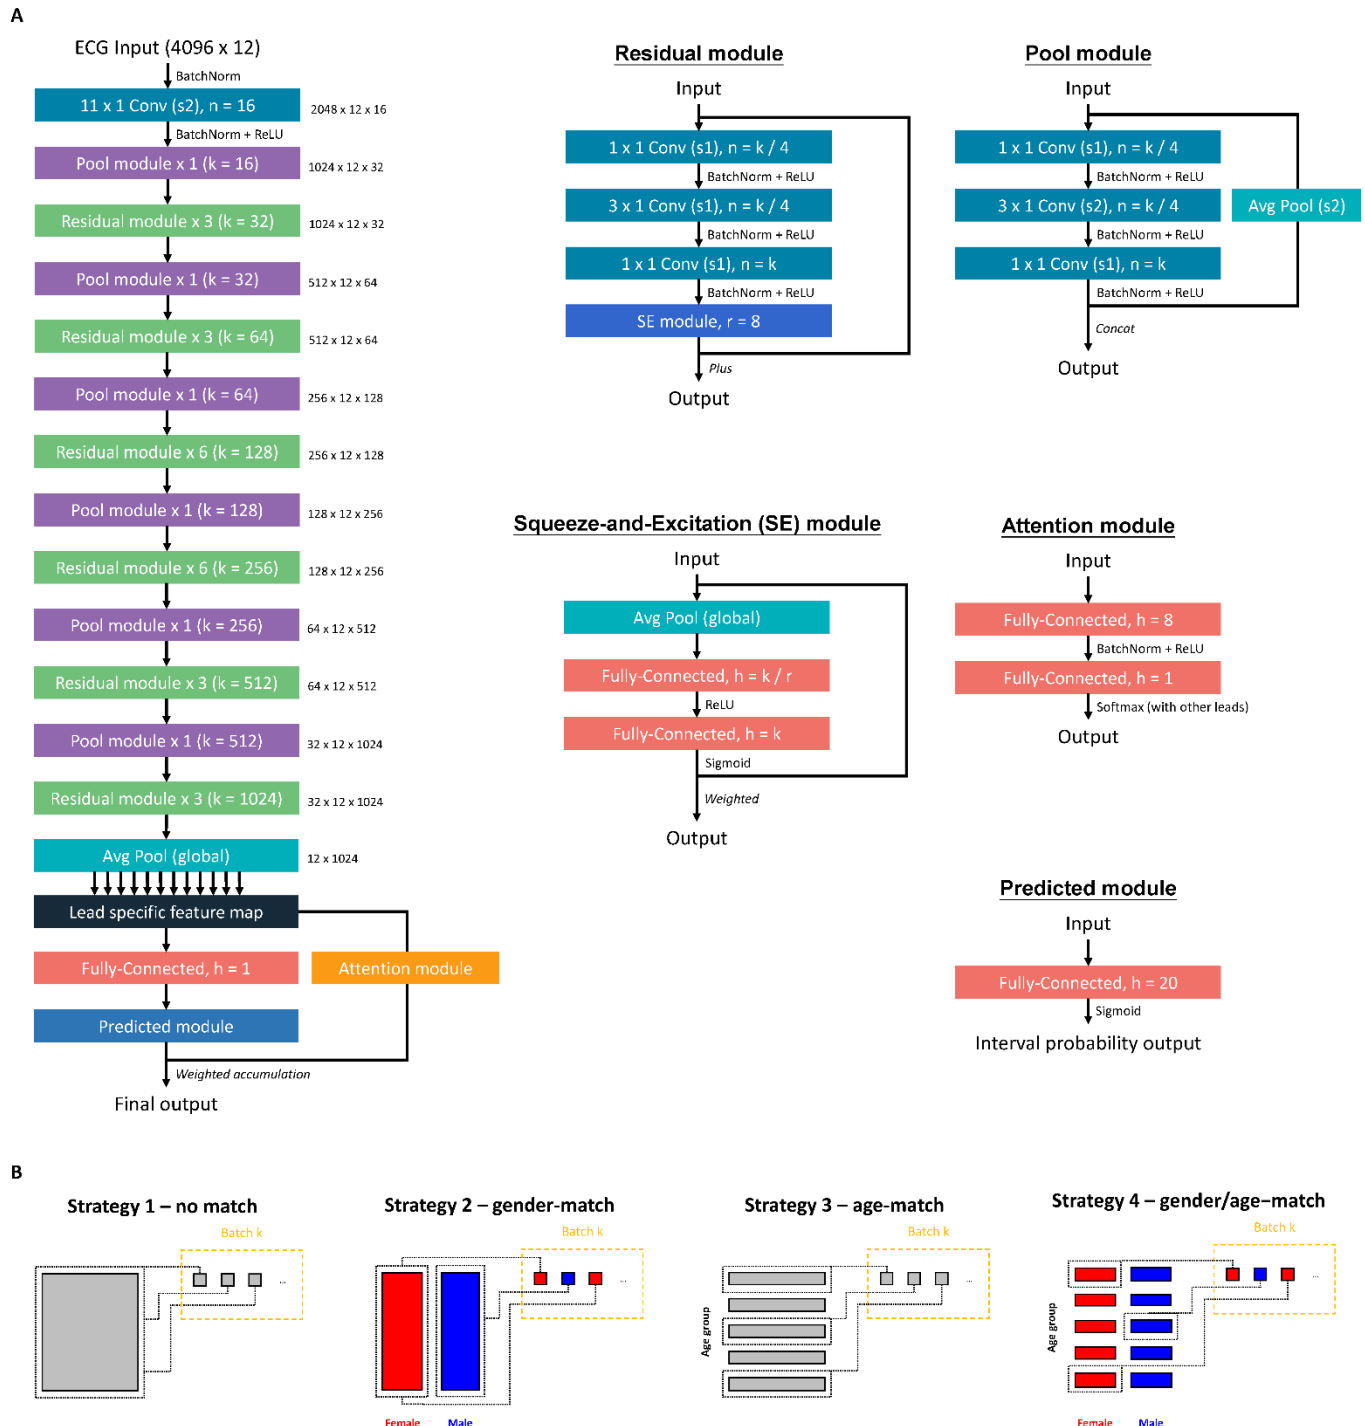 A
ECG Input (4096 x 12)
BatchNorm
11 x 1 Conv (s2), n = 16
2048 x 12 x 16
BatchNorm + ReLU
Pool module x 1 (k = 16)
1024 x 12 x 32
Residual module x 3 (k = 32)
1024 x 12 x 32
Pool module x 1 (k = 32)
512 x 12 x 64
Residual module x 3 (k = 64)
512 x 12 x 64
Pool module x 1 (k = 64)
256 x 12 x 128
Residual module x 6 (k = 128)
256 x 12 x 128
Pool module x 1 (k = 128)
128 x 12 x 256
Residual module x 6 (k = 256)
128 x 12 x 256
Pool module x 1 (k = 256)
64 x 12 x 512
Residual module x 3 (k = 512)
64 x 12 x 512
Pool module x 1 (k = 512)
32 x 12 x 1024
Residual module x 3 (k = 1024)
32 x 12 x 1024
Avg Pool (global)
12 x 1024
Lead specific feature map
Fully-Connected, h = 1
Attention module
Predicted module
Weighted accumulation
Final output
Residual module
Input
1 x 1 Conv (s1), n = k / 4
BatchNorm + ReLU
3 x 1 Conv (s1), n = k / 4
BatchNorm + ReLU
1 x 1 Conv (s1), n = k
BatchNorm + ReLU
SE module, r = 8
Plus
Output
Pool module
Input
1 x 1 Conv (s1), n = k / 4
BatchNorm + ReLU
3 x 1 Conv (s2), n = k / 4
Avg Pool (s2)
BatchNorm + ReLU
1 x 1 Conv (s1), n = k
BatchNorm + ReLU
Concat
Output
Squeeze-and-Excitation (SE) module
Input
Avg Pool (global)
Fully-Connected, h = k / r
ReLU
Fully-Connected, h = k
Sigmoid
Weighted
Output
Attention module
Input
Fully-Connected, h = 8
BatchNorm + ReLU
Fully-Connected, h = 1
Softmax (with other leads)
Output
Predicted module
Input
Fully-Connected, h = 20
Sigmoid
Interval probability output
B
Strategy 1 – no match
Batch k
...
Strategy 2 – gender-match
Batch k
...
Female
Male
Strategy 3 – age-match
Batch k
...
Age group
Strategy 4 – gender/age–match
Batch k
...
Age group
Female
Male